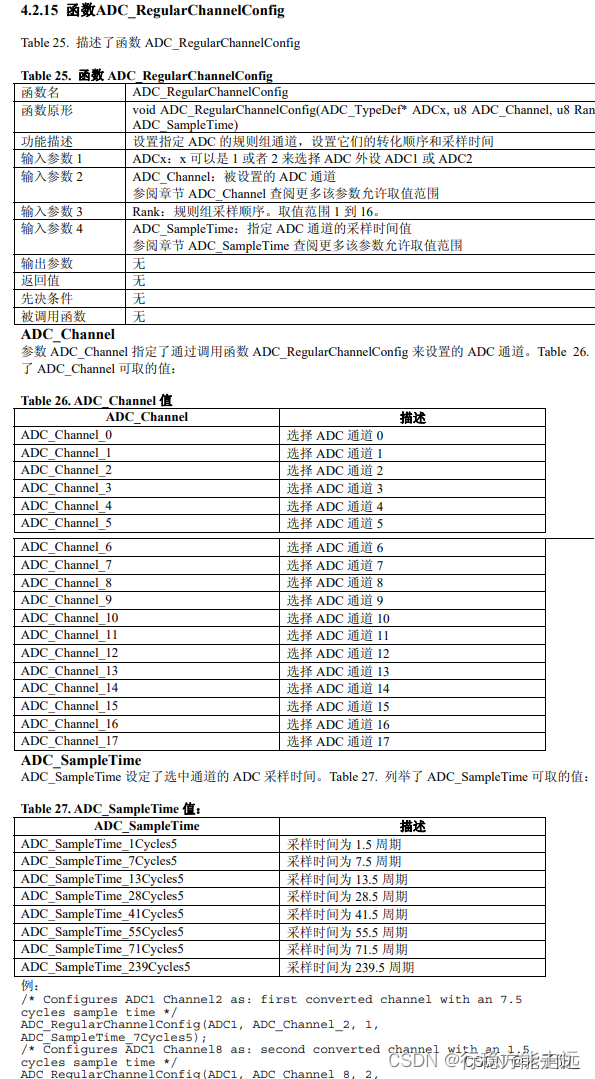 4.2.15 函数ADC_RegularChannelConfig
Table 25. 描述了函数 ADC_RegularChannelConfig
Table 25. 函数 ADC_RegularChannelConfig
函数名 ADC_RegularChannelConfig
函数原形 void ADC_RegularChannelConfig(ADC_TypeDef* ADCx, u8 ADC_Channel, u8 Ran
ADC_SampleTime)
功能描述 设置指定 ADC 的规则组通道，设置它们的转化顺序和采样时间
输入参数 1 ADCx：x 可以是 1 或者 2 来选择 ADC 外设 ADC1 或 ADC2
输入参数 2 ADC_Channel：被设置的 ADC 通道
参阅章节 ADC_Channel 查阅更多该参数允许取值范围
输入参数 3 Rank：规则组采样顺序。取值范围 1 到 16。
输入参数 4 ADC_SampleTime：指定 ADC 通道的采样时间值
参阅章节 ADC_SampleTime 查阅更多该参数允许取值范围
输出参数 无
返回值 无
先决条件 无
被调用函数 无
ADC_Channel
参数 ADC_Channel 指定了通过调用函数 ADC_RegularChannelConfig 来设置的 ADC 通道。Table 26.
了 ADC_Channel 可取的值：
Table 26. ADC_Channel 值
ADC_Channel 描述
ADC_Channel_0 选择 ADC 通道 0
ADC_Channel_1 选择 ADC 通道 1
ADC_Channel_2 选择 ADC 通道 2
ADC_Channel_3 选择 ADC 通道 3
ADC_Channel_4 选择 ADC 通道 4
ADC_Channel_5 选择 ADC 通道 5
ADC_Channel_6 选择 ADC 通道 6
ADC_Channel_7 选择 ADC 通道 7
ADC_Channel_8 选择 ADC 通道 8
ADC_Channel_9 选择 ADC 通道 9
ADC_Channel_10 选择 ADC 通道 10
ADC_Channel_11 选择 ADC 通道 11
ADC_Channel_12 选择 ADC 通道 12
ADC_Channel_13 选择 ADC 通道 13
ADC_Channel_14 选择 ADC 通道 14
ADC_Channel_15 选择 ADC 通道 15
ADC_Channel_16 选择 ADC 通道 16
ADC_Channel_17 选择 ADC 通道 17
ADC_SampleTime
ADC_SampleTime 设定了选中通道的 ADC 采样时间。Table 27. 列举了 ADC_SampleTime 可取的值：
Table 27. ADC_SampleTime 值：
ADC_SampleTime 描述
ADC_SampleTime_1Cycles5 采样时间为 1.5 周期
ADC_SampleTime_7Cycles5 采样时间为 7.5 周期
ADC_SampleTime_13Cycles5 采样时间为 13.5 周期
ADC_SampleTime_28Cycles5 采样时间为 28.5 周期
ADC_SampleTime_41Cycles5 采样时间为 41.5 周期
ADC_SampleTime_55Cycles5 采样时间为 55.5 周期
ADC_SampleTime_71Cycles5 采样时间为 71.5 周期
ADC_SampleTime_239Cycles5 采样时间为 239.5 周期
例：
/* Configures ADC1 Channel2 as: first converted channel with an 7.5
cycles sample time */
ADC_RegularChannelConfig(ADC1, ADC_Channel_2, 1,
ADC_SampleTime_7Cycles5);
/* Configures ADC1 Channel8 as: second converted channel with an 1.5
cycles sample time */
ADC_RegularChannelConfig(ADC1, ADC_Channel_8, 2,
CSDN